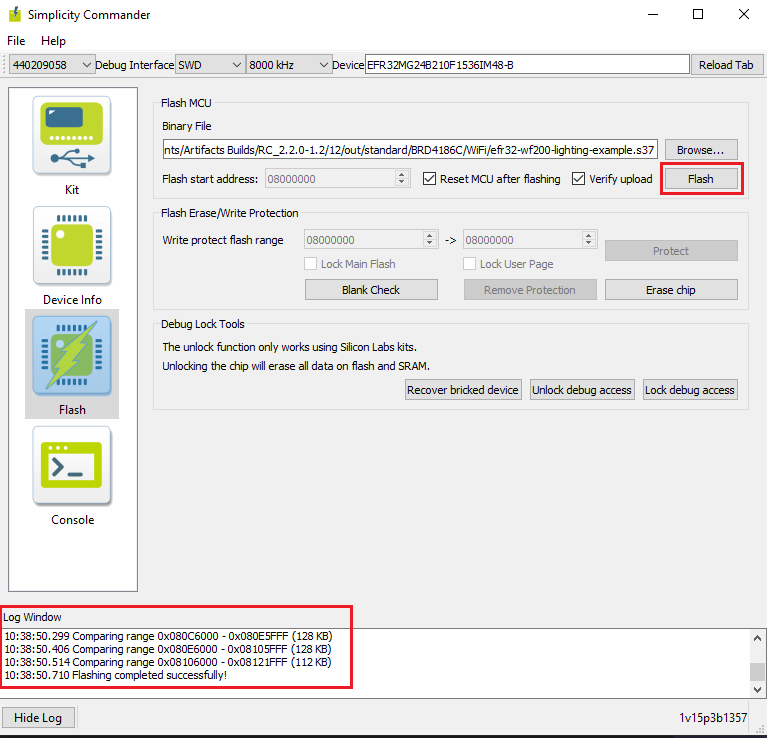 Simplicity Commander
File Help
440209058 Debug Interface SWD 8000 kHz Device EFR32MG24B210F1536IM48-B Reload Tab
Kit
Device Info
Flash
Console
Flash MCU
Binary File
nts/Artifacts Builds/RC_2.2.0-1.2/12/out/standard/BRD4186C/WiFi/efr32-wf200-lighting-example.s37 Browse...
Flash start address: 08000000 Reset MCU after flashing Verify upload Flash
Flash Erase/Write Protection
Write protect flash range 08000000 -> 08000000 Protect
Lock Main Flash Lock User Page
Blank Check Remove Protection Erase chip
Debug Lock Tools
The unlock function only works using Silicon Labs kits.
Unlocking the chip will erase all data on flash and SRAM.
Recover bricked device Unlock debug access Lock debug access
Log Window
10:38:50.299 Comparing range 0x080C6000 - 0x080E5FFF (128 KB)
10:38:50.406 Comparing range 0x080E6000 - 0x08105FFF (128 KB)
10:38:50.514 Comparing range 0x08106000 - 0x08121FFF (112 KB)
10:38:50.710 Flashing completed successfully!
Hide Log 1v15p3b1357